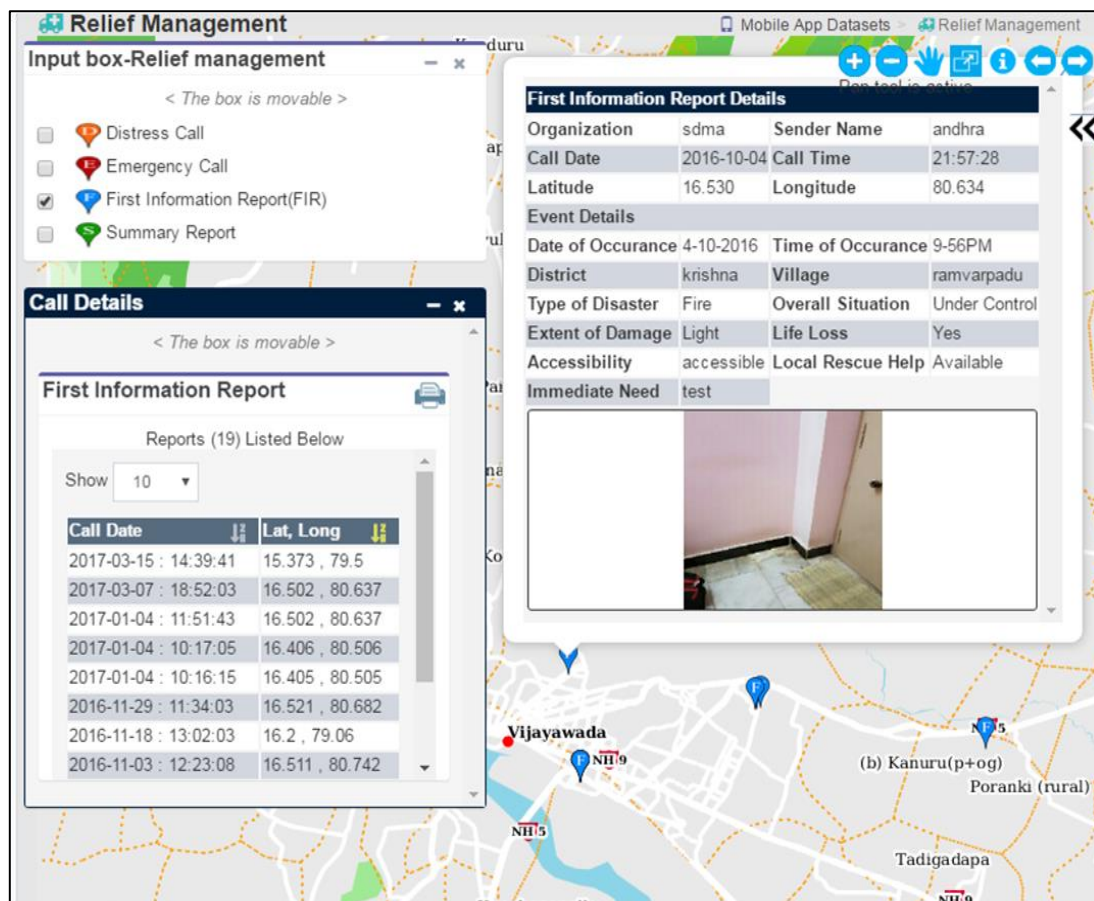 Relief Management
Mobile App Datasets > Relief Management
Input box-Relief management
< The box is movable >
Distress Call
Emergency Call
First Information Report(FIR)
Summary Report
Call Details
< The box is movable >
First Information Report
Reports (19) Listed Below
Show 10
Call Date Lat, Long
2017-03-15 : 14:39:41 15.373 , 79.5
2017-03-07 : 18:52:03 16.502 , 80.637
2017-01-04 : 11:51:43 16.502 , 80.637
2017-01-04 : 10:17:05 16.406 , 80.506
2017-01-04 : 10:16:15 16.405 , 80.505
2016-11-29 : 11:34:03 16.521 , 80.682
2016-11-18 : 13:02:03 16.2 , 79.06
2016-11-03 : 12:23:08 16.511 , 80.742
Pan tool is active
First Information Report Details
Organization sdma Sender Name andhra
Call Date 2016-10-04 Call Time 21:57:28
Latitude 16.530 Longitude 80.634
Event Details
Date of Occurance 4-10-2016 Time of Occurance 9-56PM
District krishna Village ramvarpadu
Type of Disaster Fire Overall Situation Under Control
Extent of Damage Light Life Loss Yes
Accessibility accessible Local Rescue Help Available
Immediate Need test
Vijayawada
NH 9
NH 5
(b) Kanuru(p+og)
Poranki (rural)
NH-5
Tadigadapa
NH 9